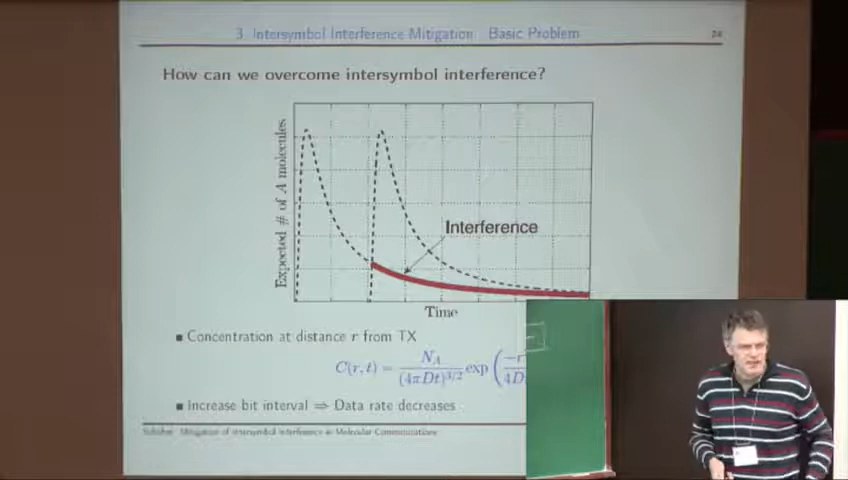 3. Intersymbol Interference Mitigation Basic Problem 24
How can we overcome intersymbol interference?
Expected # of A molecules
Interference
Time
■ Concentration at distance r from TX
C(r, t) = N_A / (4πDt)^{3/2} exp ( −r / 4D
■ Increase bit interval ⇒ Data rate decreases
Schober Mitigation of Intersymbol Interference in Molecular Communications